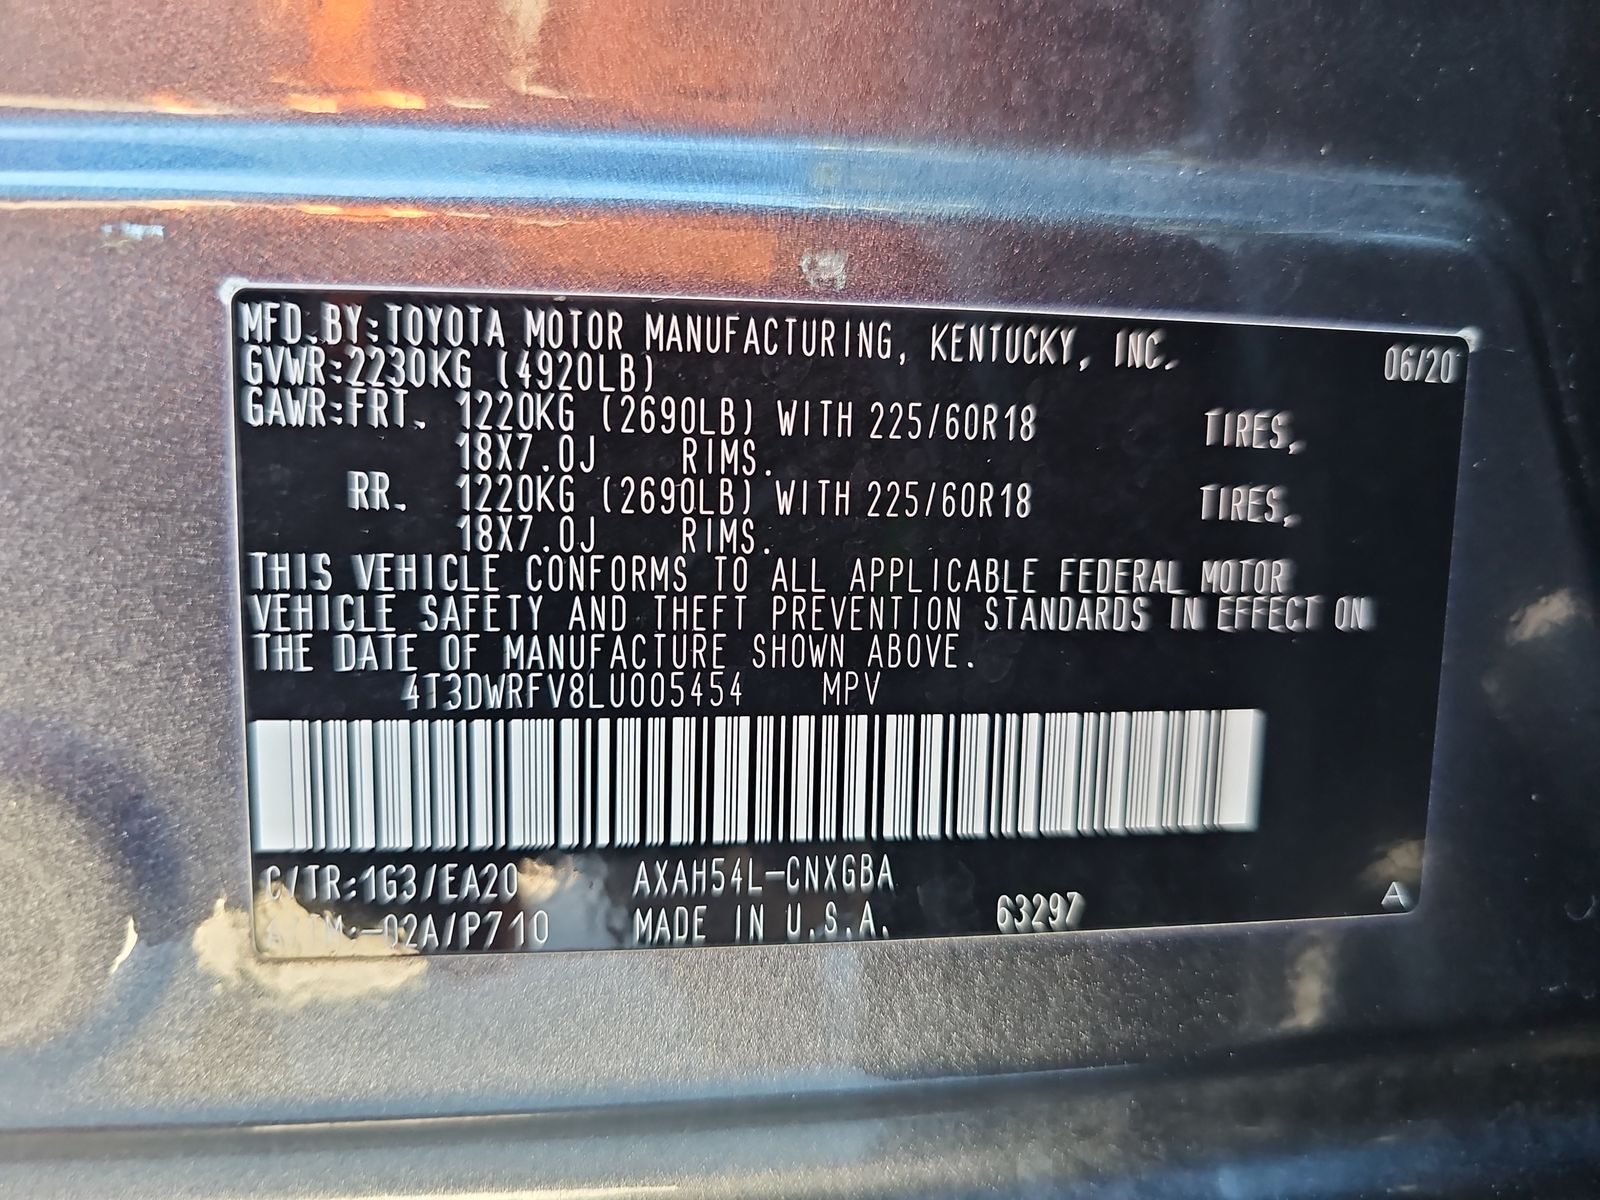 MFD.BY:TOYOTA MOTOR MANUFACTURING, KENTUCKY, INC. 06/20
GVWR:2230KG (4920LB)
GAWR:FRT. 1220KG (2690LB) WITH 225/60R18 TIRES,
18X7.0J RIMS.
RR. 1220KG (2690LB) WITH 225/60R18 TIRES,
18X7.0J RIMS.
THIS VEHICLE CONFORMS TO ALL APPLICABLE FEDERAL MOTOR
VEHICLE SAFETY AND THEFT PREVENTION STANDARDS IN EFFECT ON
THE DATE OF MANUFACTURE SHOWN ABOVE.
4T3DWRFV8LU005454 MPV
C/TR:1G3/EA20 AXAH54L-CNXGBA A
A/TM:-02A/P710 MADE IN U.S.A. 63297